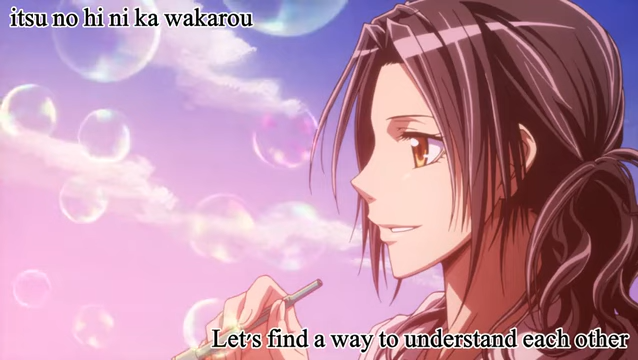 itsu no hi ni ka wakarou
Let's find a way to understand each other